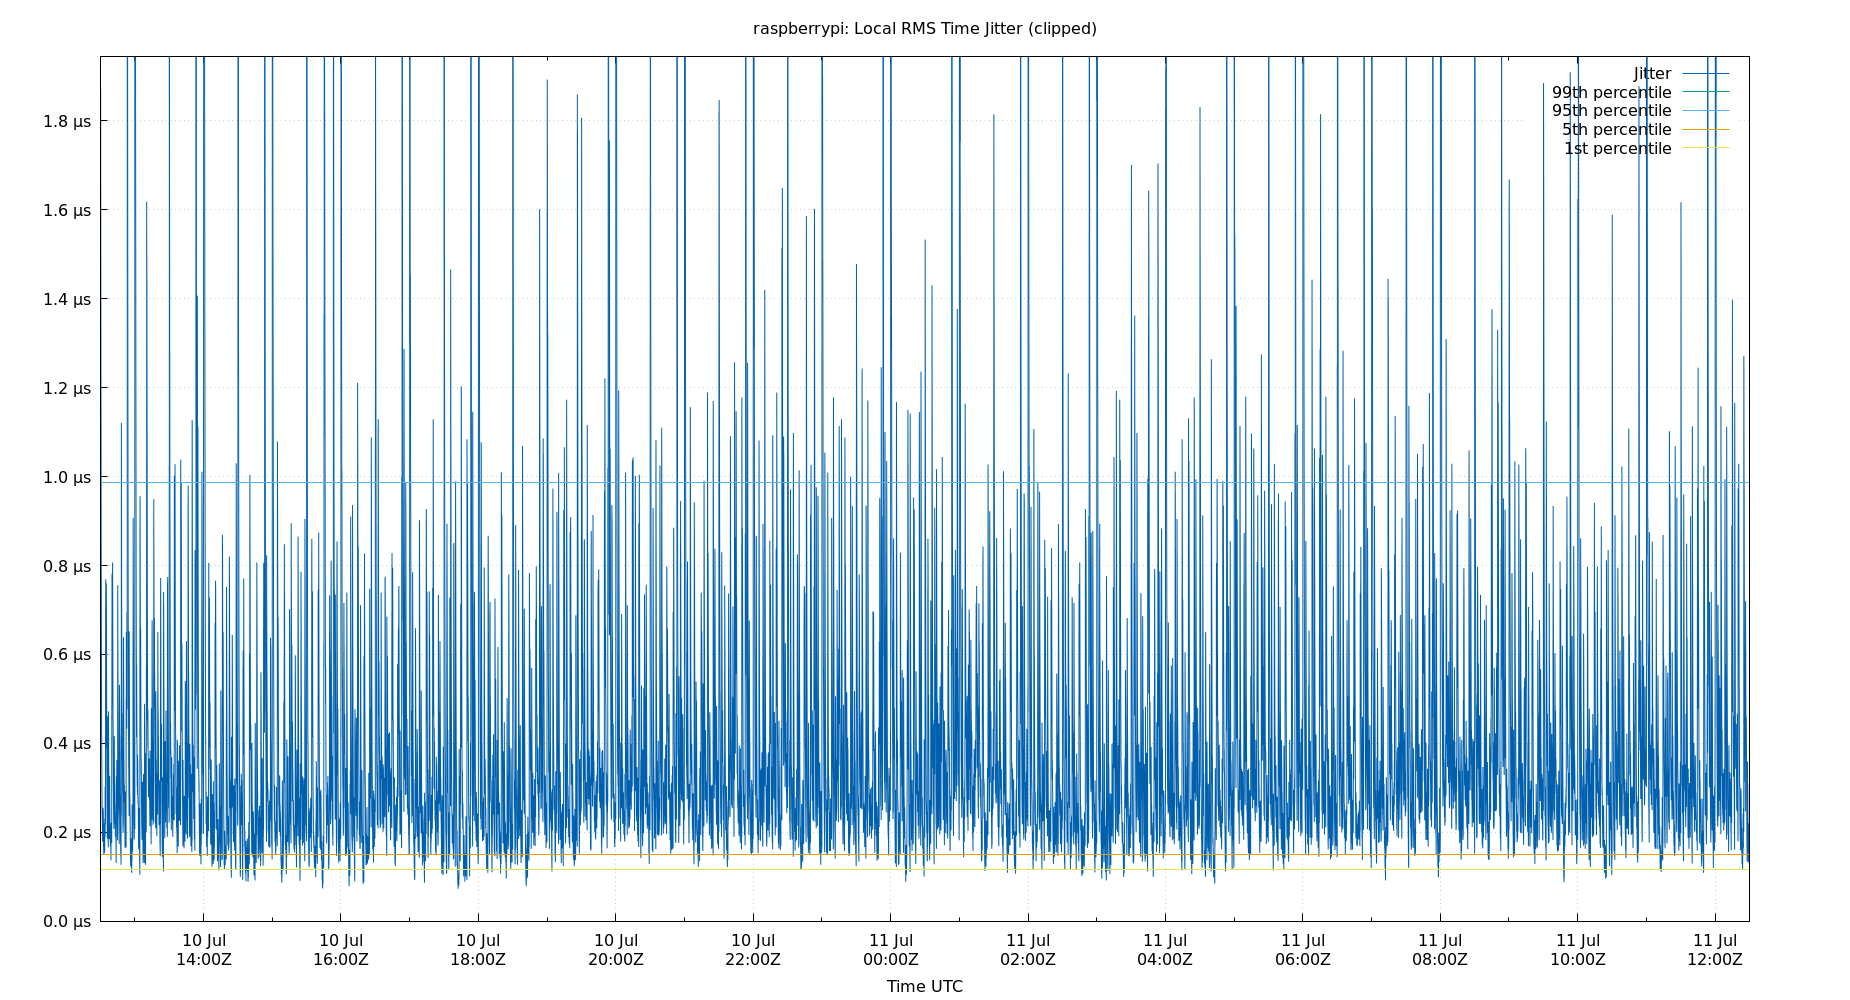 raspberrypi: Local RMS Time Jitter (clipped)
Jitter
99th percentile
95th percentile
5th percentile
1st percentile
1.8 µs
1.6 µs
1.4 µs
1.2 µs
1.0 µs
0.8 µs
0.6 µs
0.4 µs
0.2 µs
0.0 µs
10 Jul 10 Jul 10 Jul 10 Jul 10 Jul 11 Jul 11 Jul 11 Jul 11 Jul 11 Jul 11 Jul 11 Jul
14:00Z 16:00Z 18:00Z 20:00Z 22:00Z 00:00Z 02:00Z 04:00Z 06:00Z 08:00Z 10:00Z 12:00Z
Time UTC